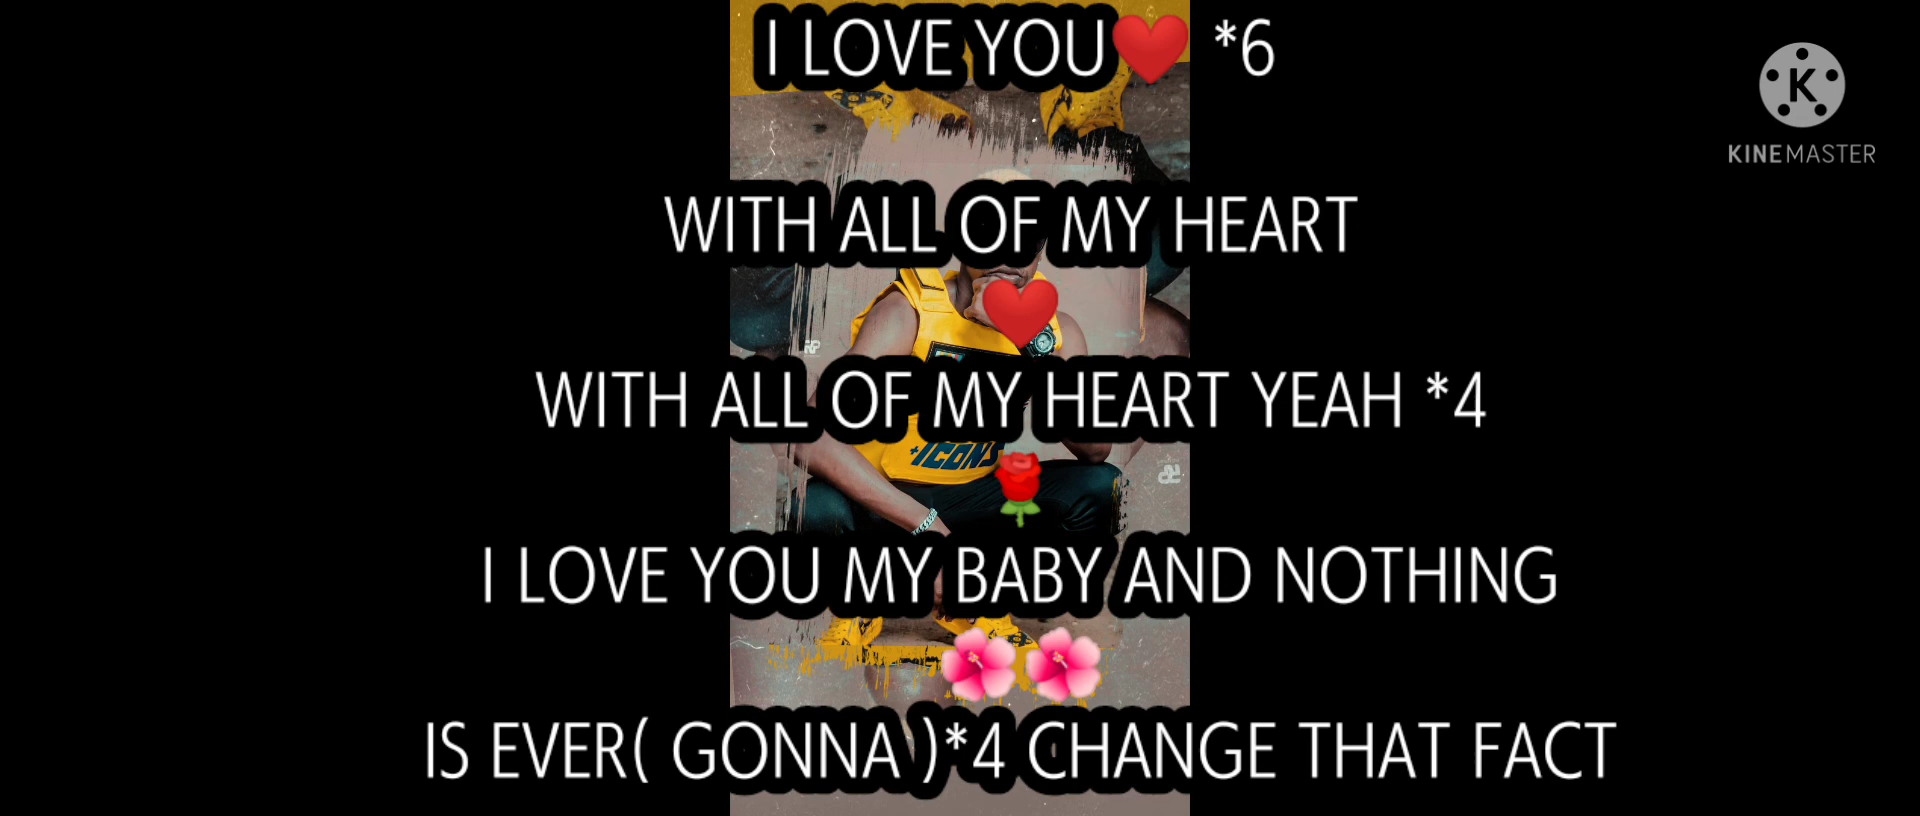 I LOVE YOU❤️ *6
KINEMASTER
WITH ALL OF MY HEART
❤️
WITH ALL OF MY HEART YEAH *4
+ICONS
🌹
I LOVE YOU MY BABY AND NOTHING
🌺🌺
IS EVER( GONNA )*4 CHANGE THAT FACT